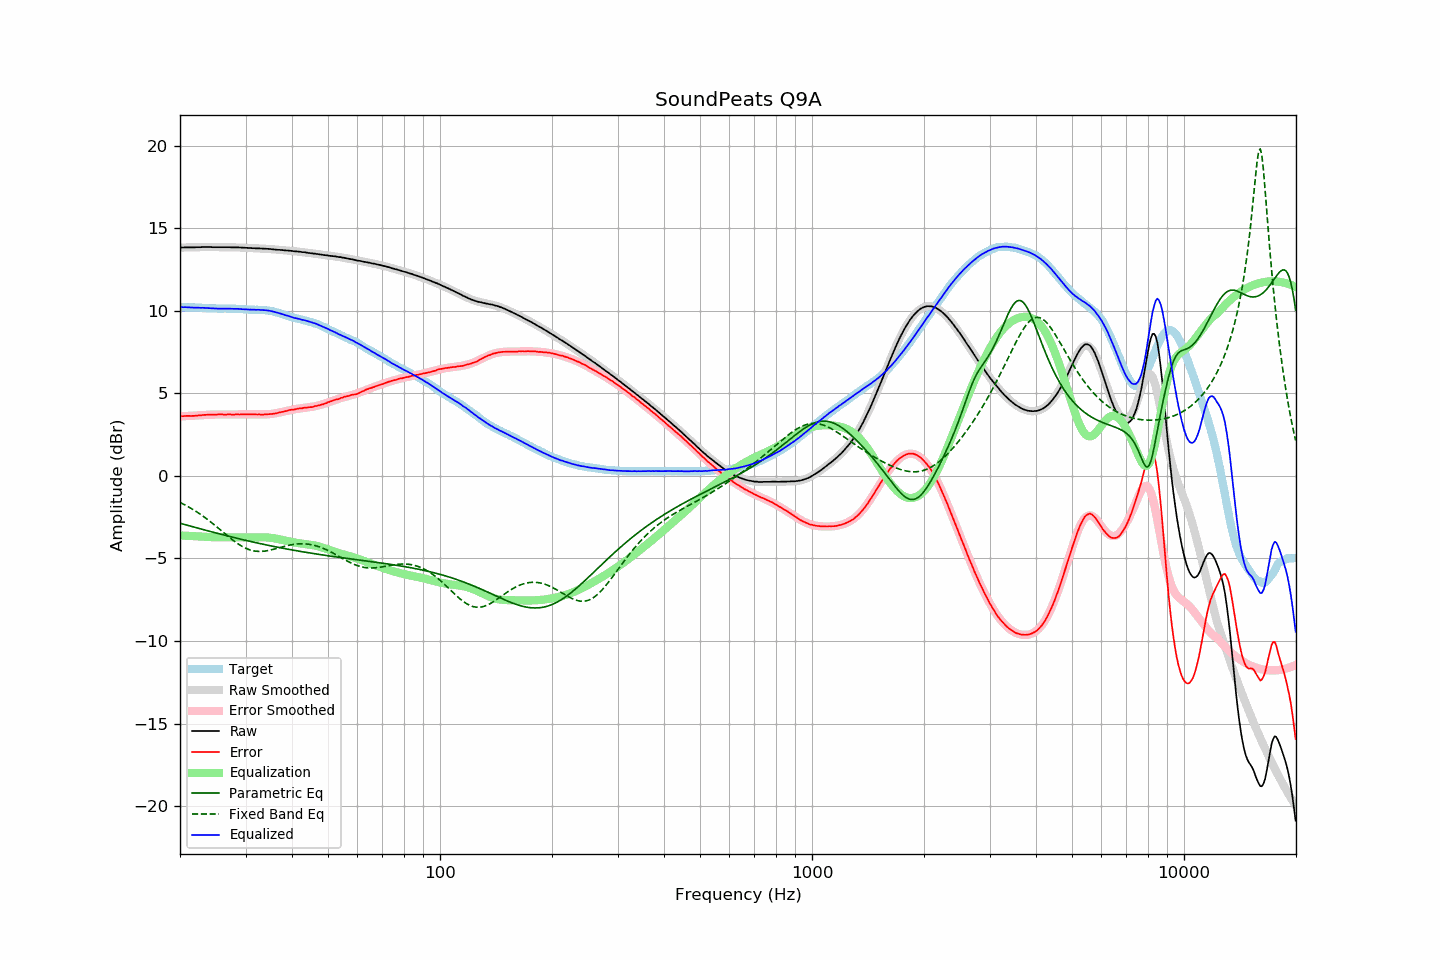 SoundPeats Q9A
20
15
10
5
0
−5
−10
−15
−20
Amplitude (dBr)
Target
Raw Smoothed
Error Smoothed
Raw
Error
Equalization
Parametric Eq
Fixed Band Eq
Equalized
100
1000
10000
Frequency (Hz)